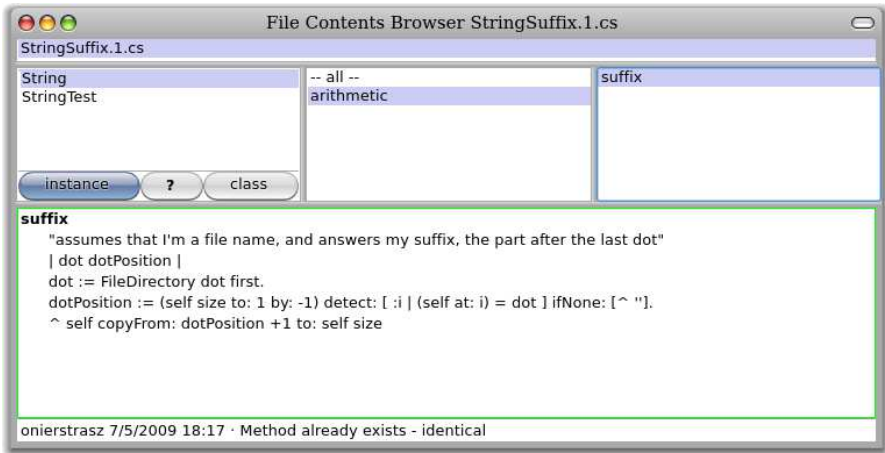 File Contents Browser StringSuffix.1.cs
StringSuffix.1.cs
String
StringTest
instance
?
class
-- all --
arithmetic
suffix
suffix
"assumes that I'm a file name, and answers my suffix, the part after the last dot"
| dot dotPosition |
dot := FileDirectory dot first.
dotPosition := (self size to: 1 by: -1) detect: [ :i | (self at: i) = dot ] ifNone: [^ ''].
^ self copyFrom: dotPosition +1 to: self size
onierstrasz 7/5/2009 18:17 · Method already exists - identical